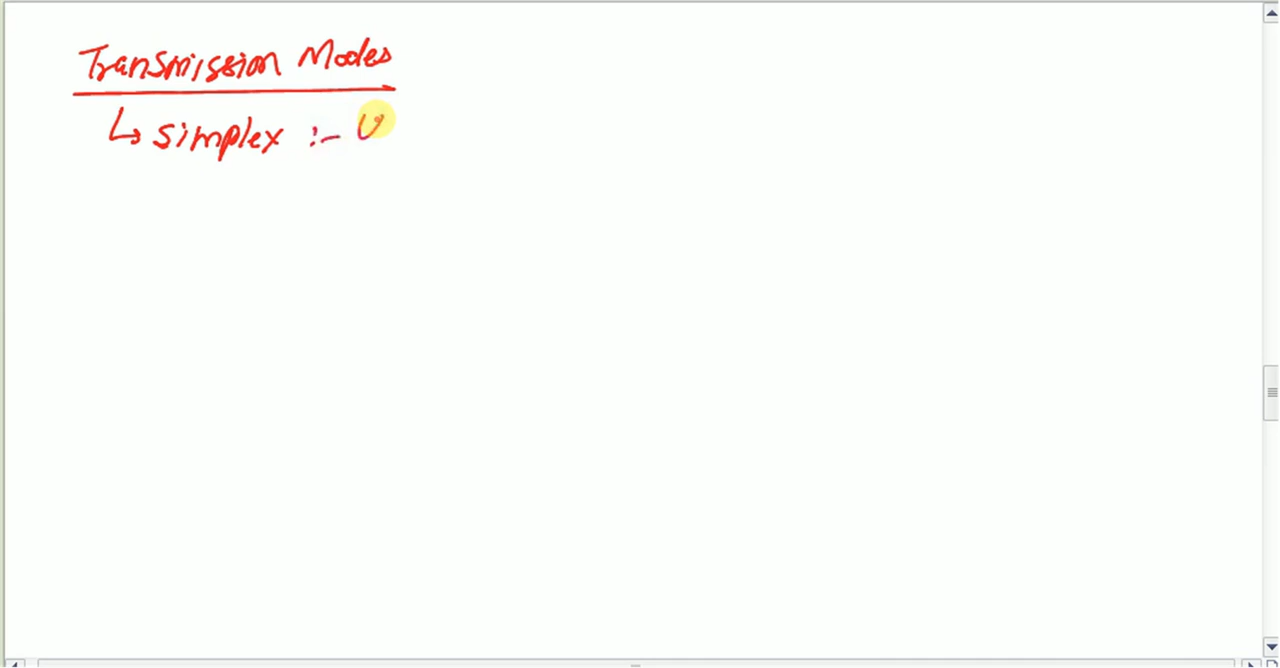 Transmission Modes
↳ simplex :- U